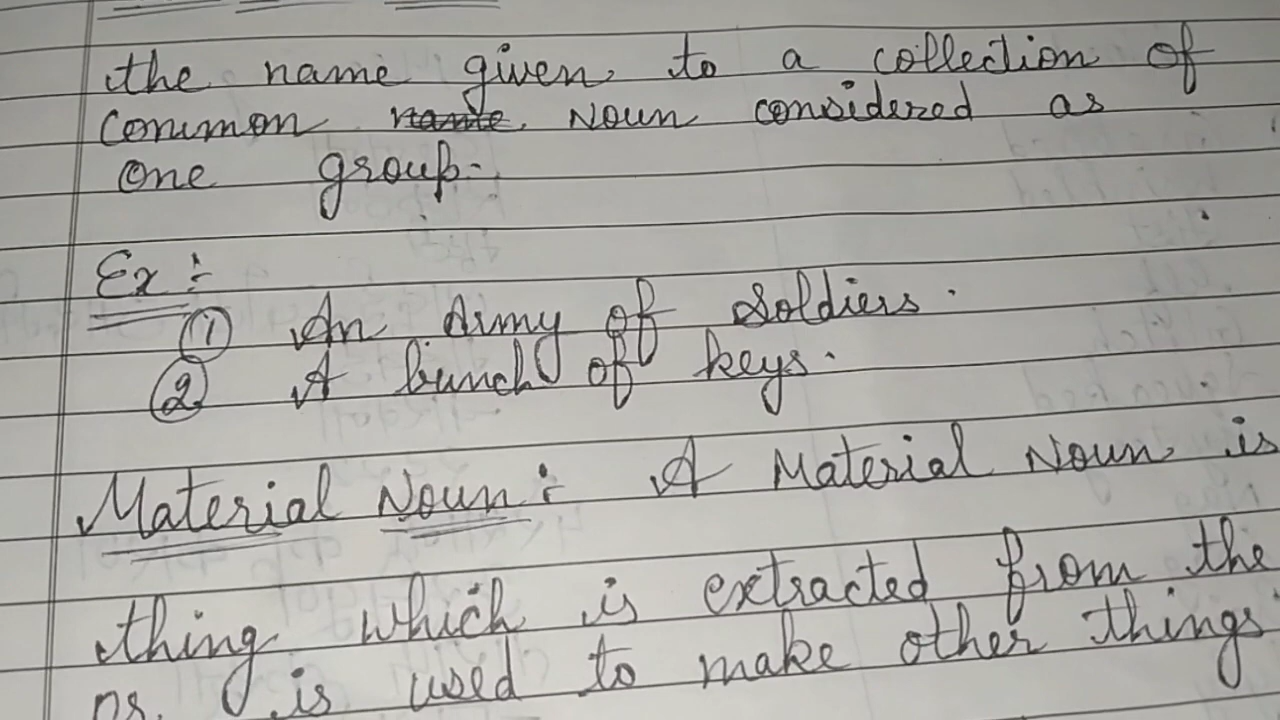 the name given to a collection of
common name Noun considered as
one group.
Ex :-
① An Army of Soldiers.
② A bunch of keys.
Material Noun : A Material Noun is
thing which is extracted from the
or is used to make other things